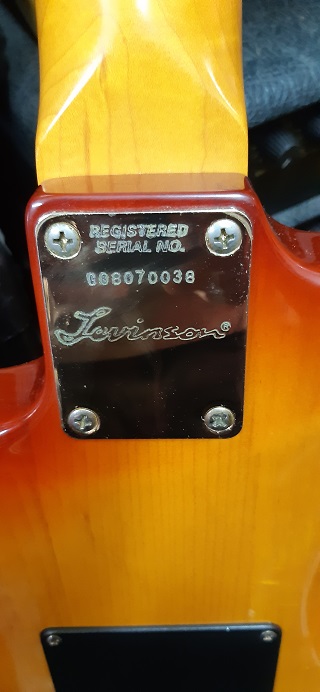 REGISTERED
SERIAL NO.
G08070038
Levinson®